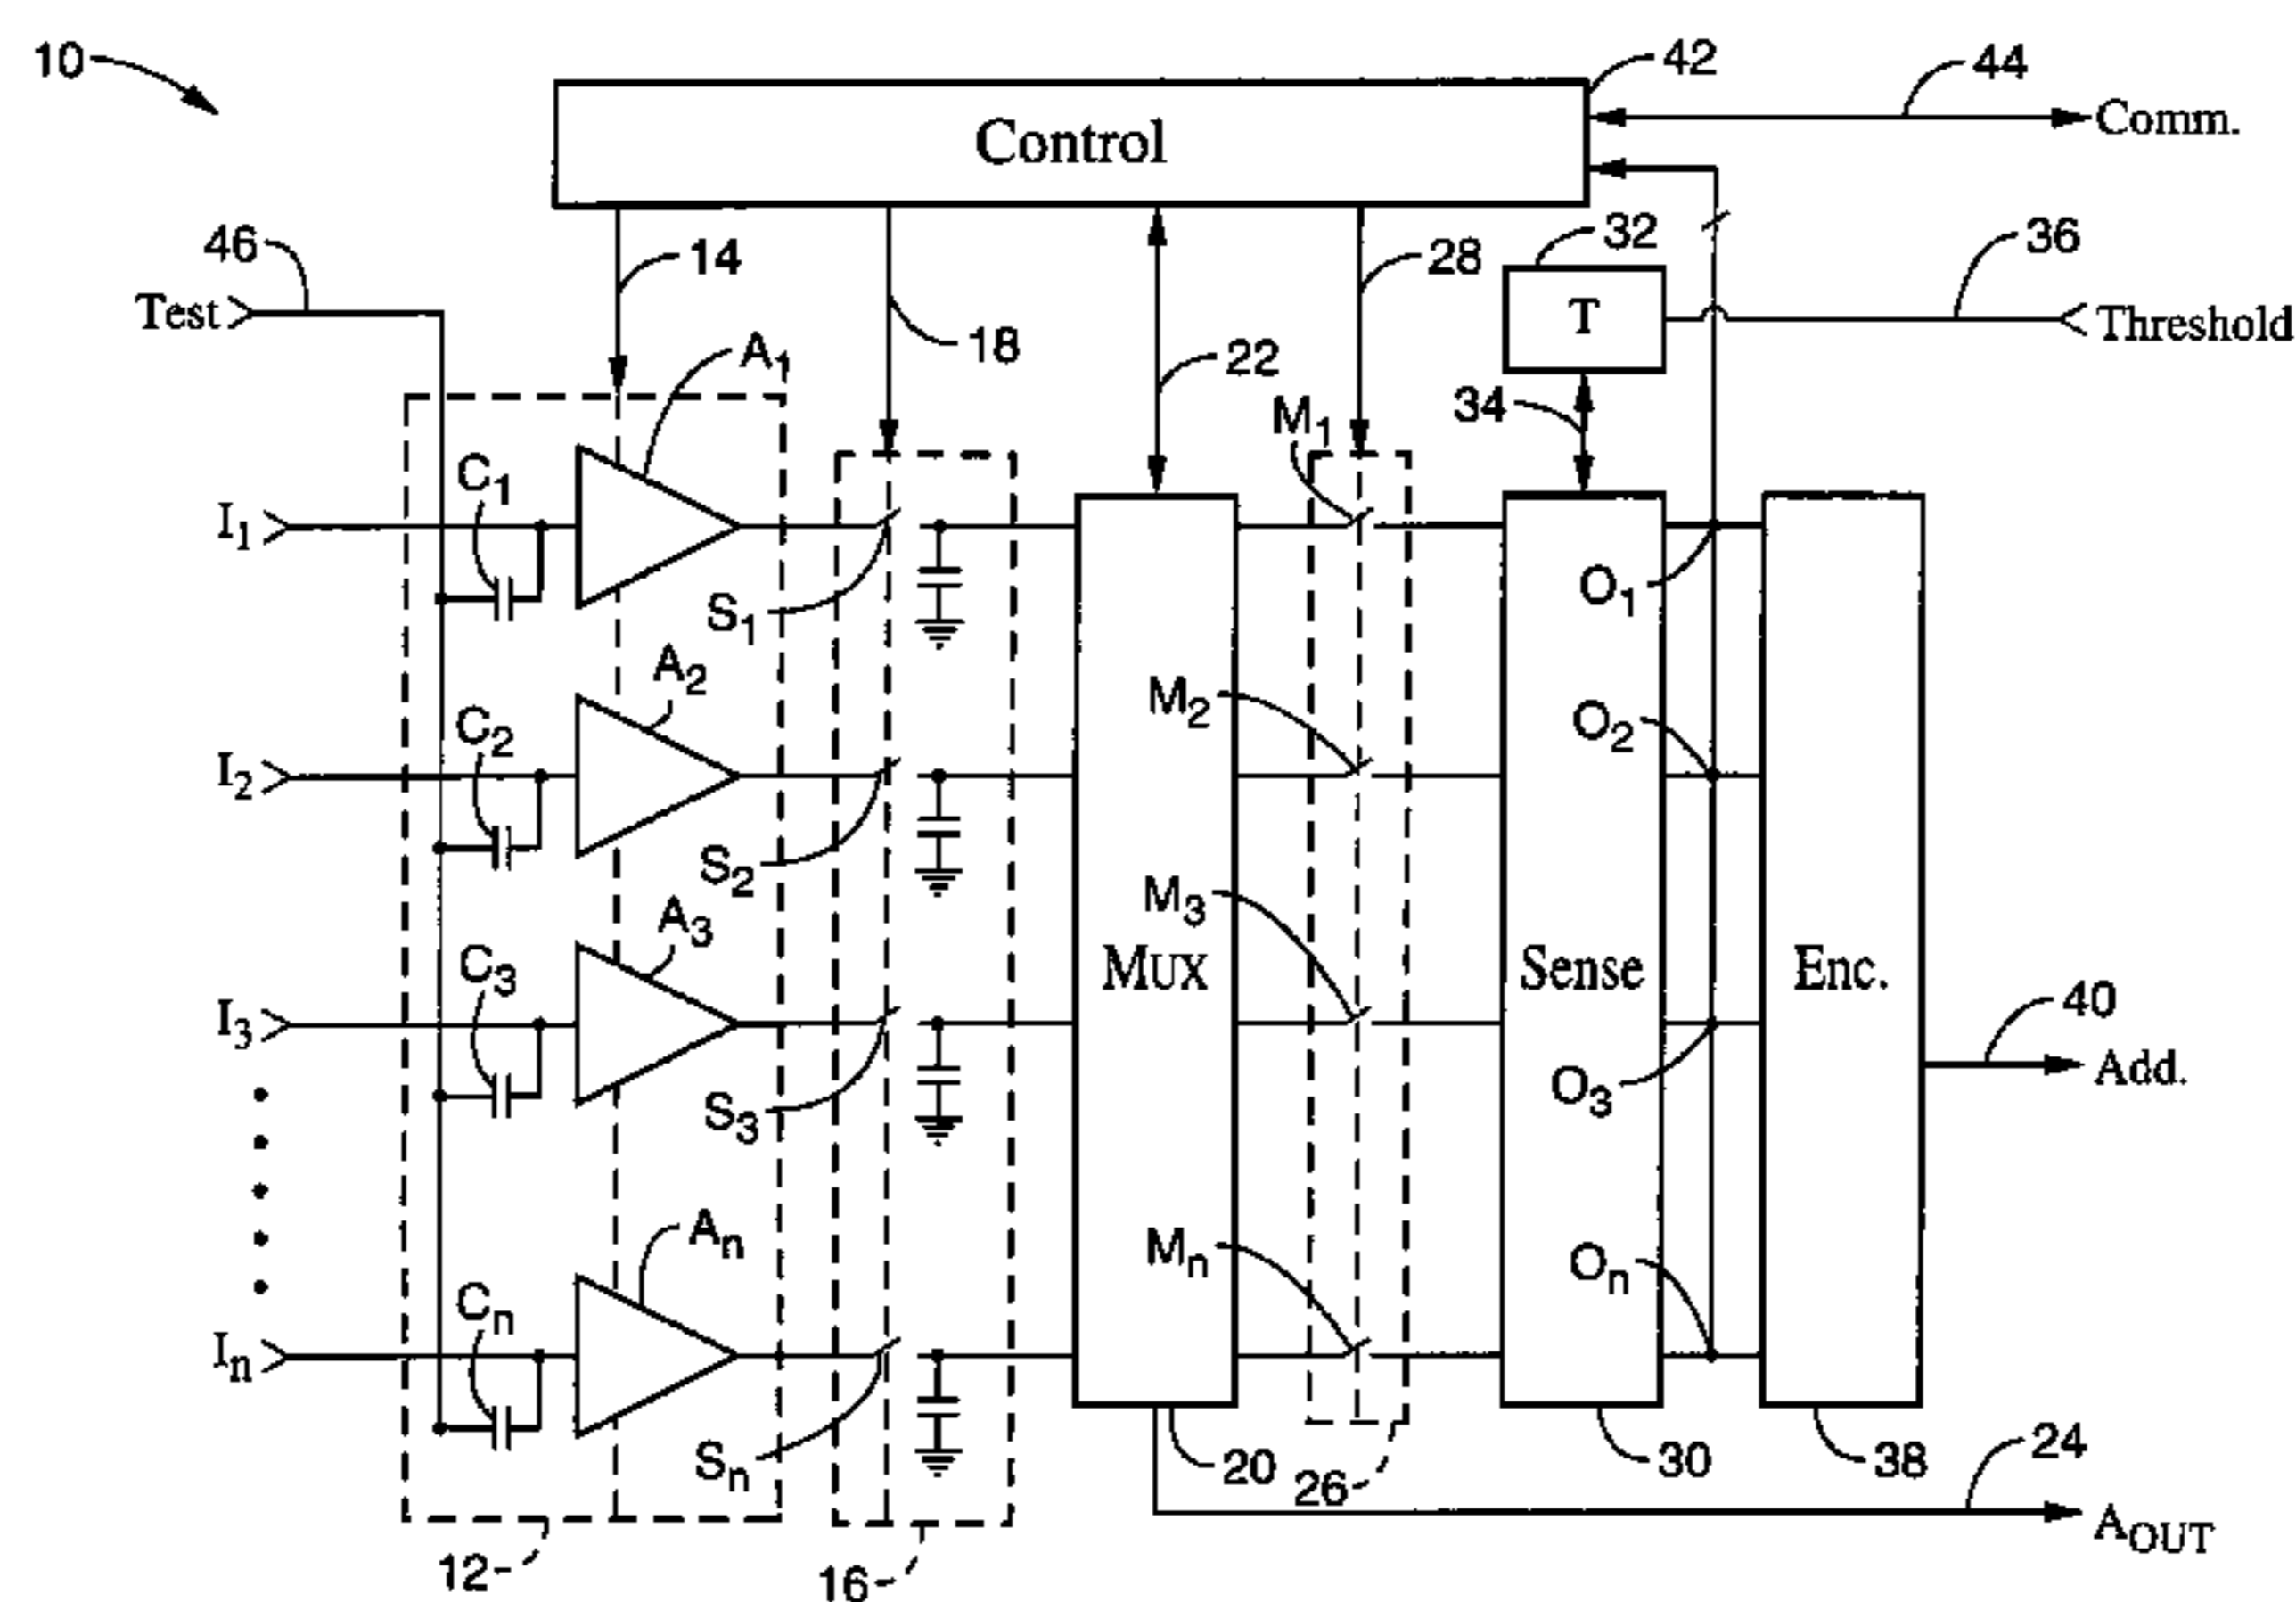 10
42
44
Control
Comm.
46
14
18
22
28
32
36
Test
T
Threshold
A1
34
M1
C1
I1
S1
O1
A2
M2
C2
O2
I2
S2
M3
A3
C3
MUX
Sense
Enc.
I3
40
S3
O3
Add.
An
Mn
On
Cn
In
Sn
20
26
30
38
24
12
16
AOUT